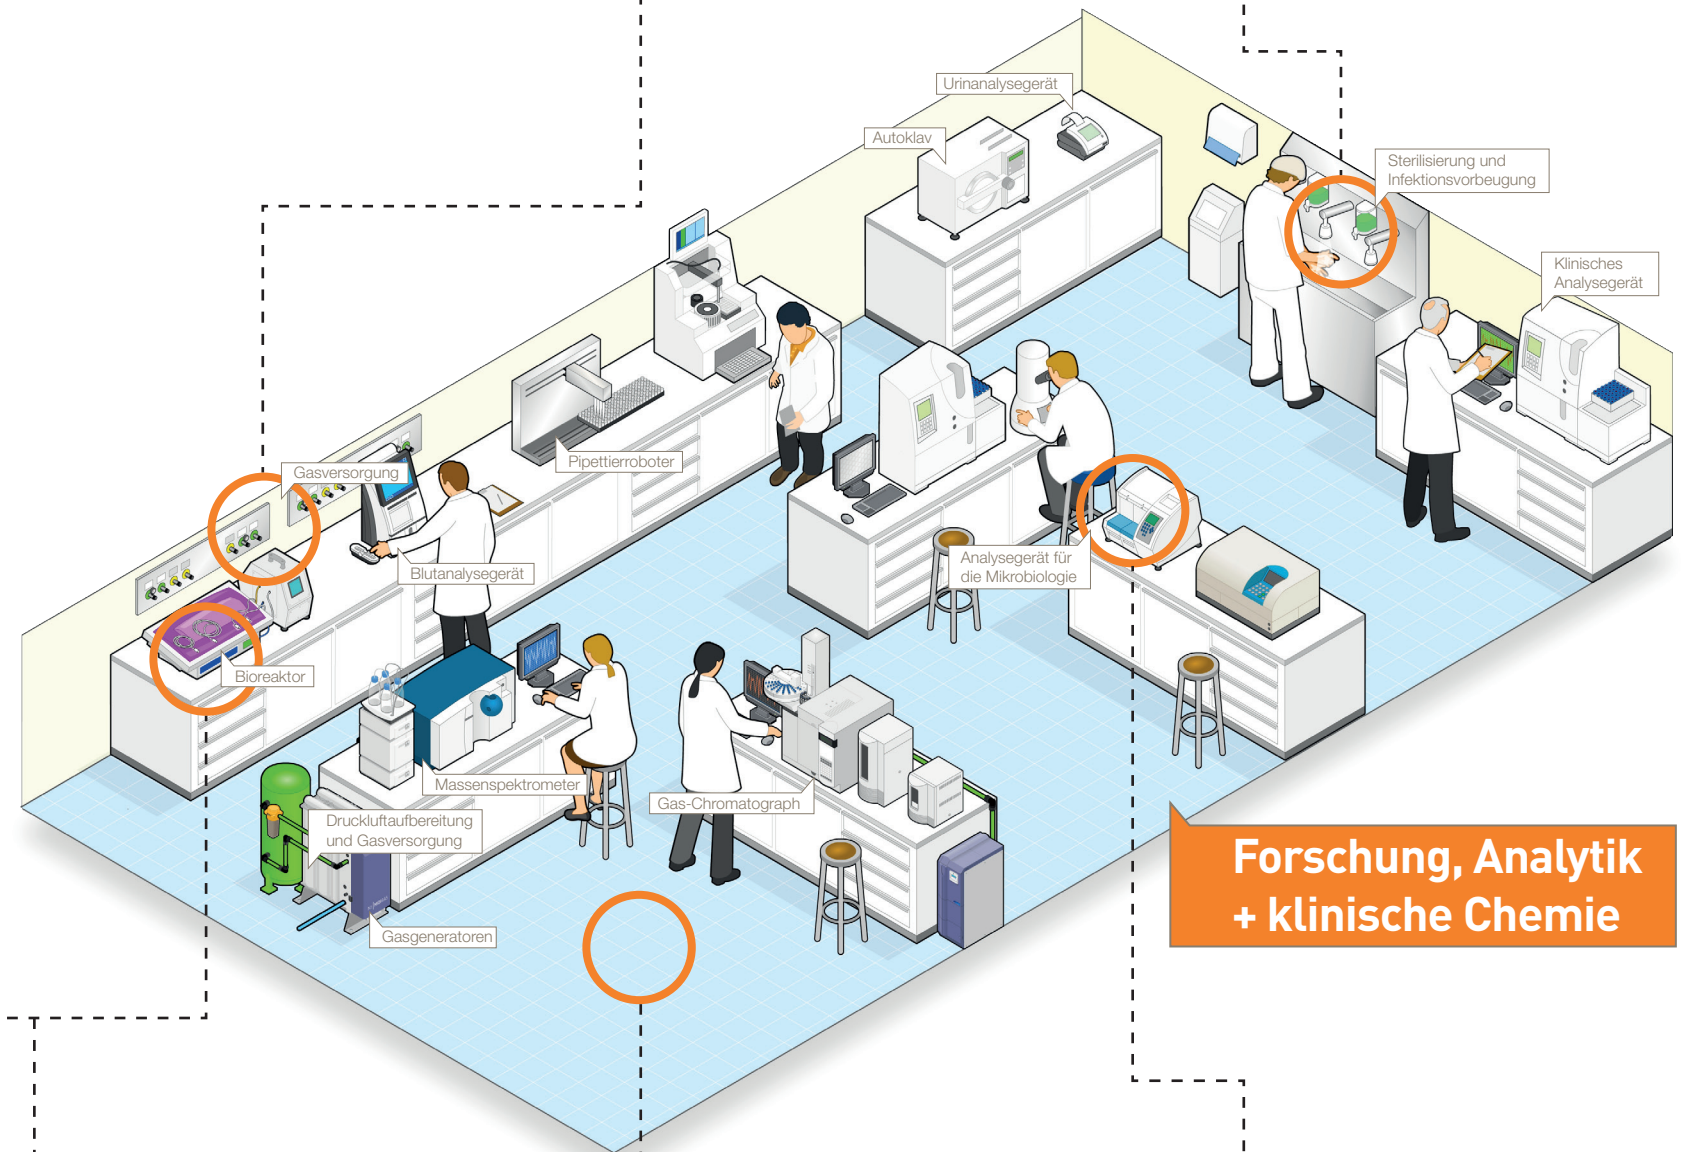 Urinanalysegerät
Autoklav
Sterilisierung und
Infektionsvorbeugung
Klinisches
Analysegerät
Gasversorgung
Pipettierroboter
Blutanalysegerät
Analysegerät für
die Mikrobiologie
Bioreaktor
Massenspektrometer
Gas-Chromatograph
Druckluftaufbereitung
und Gasversorgung
Gasgeneratoren
Forschung, Analytik
+ klinische Chemie